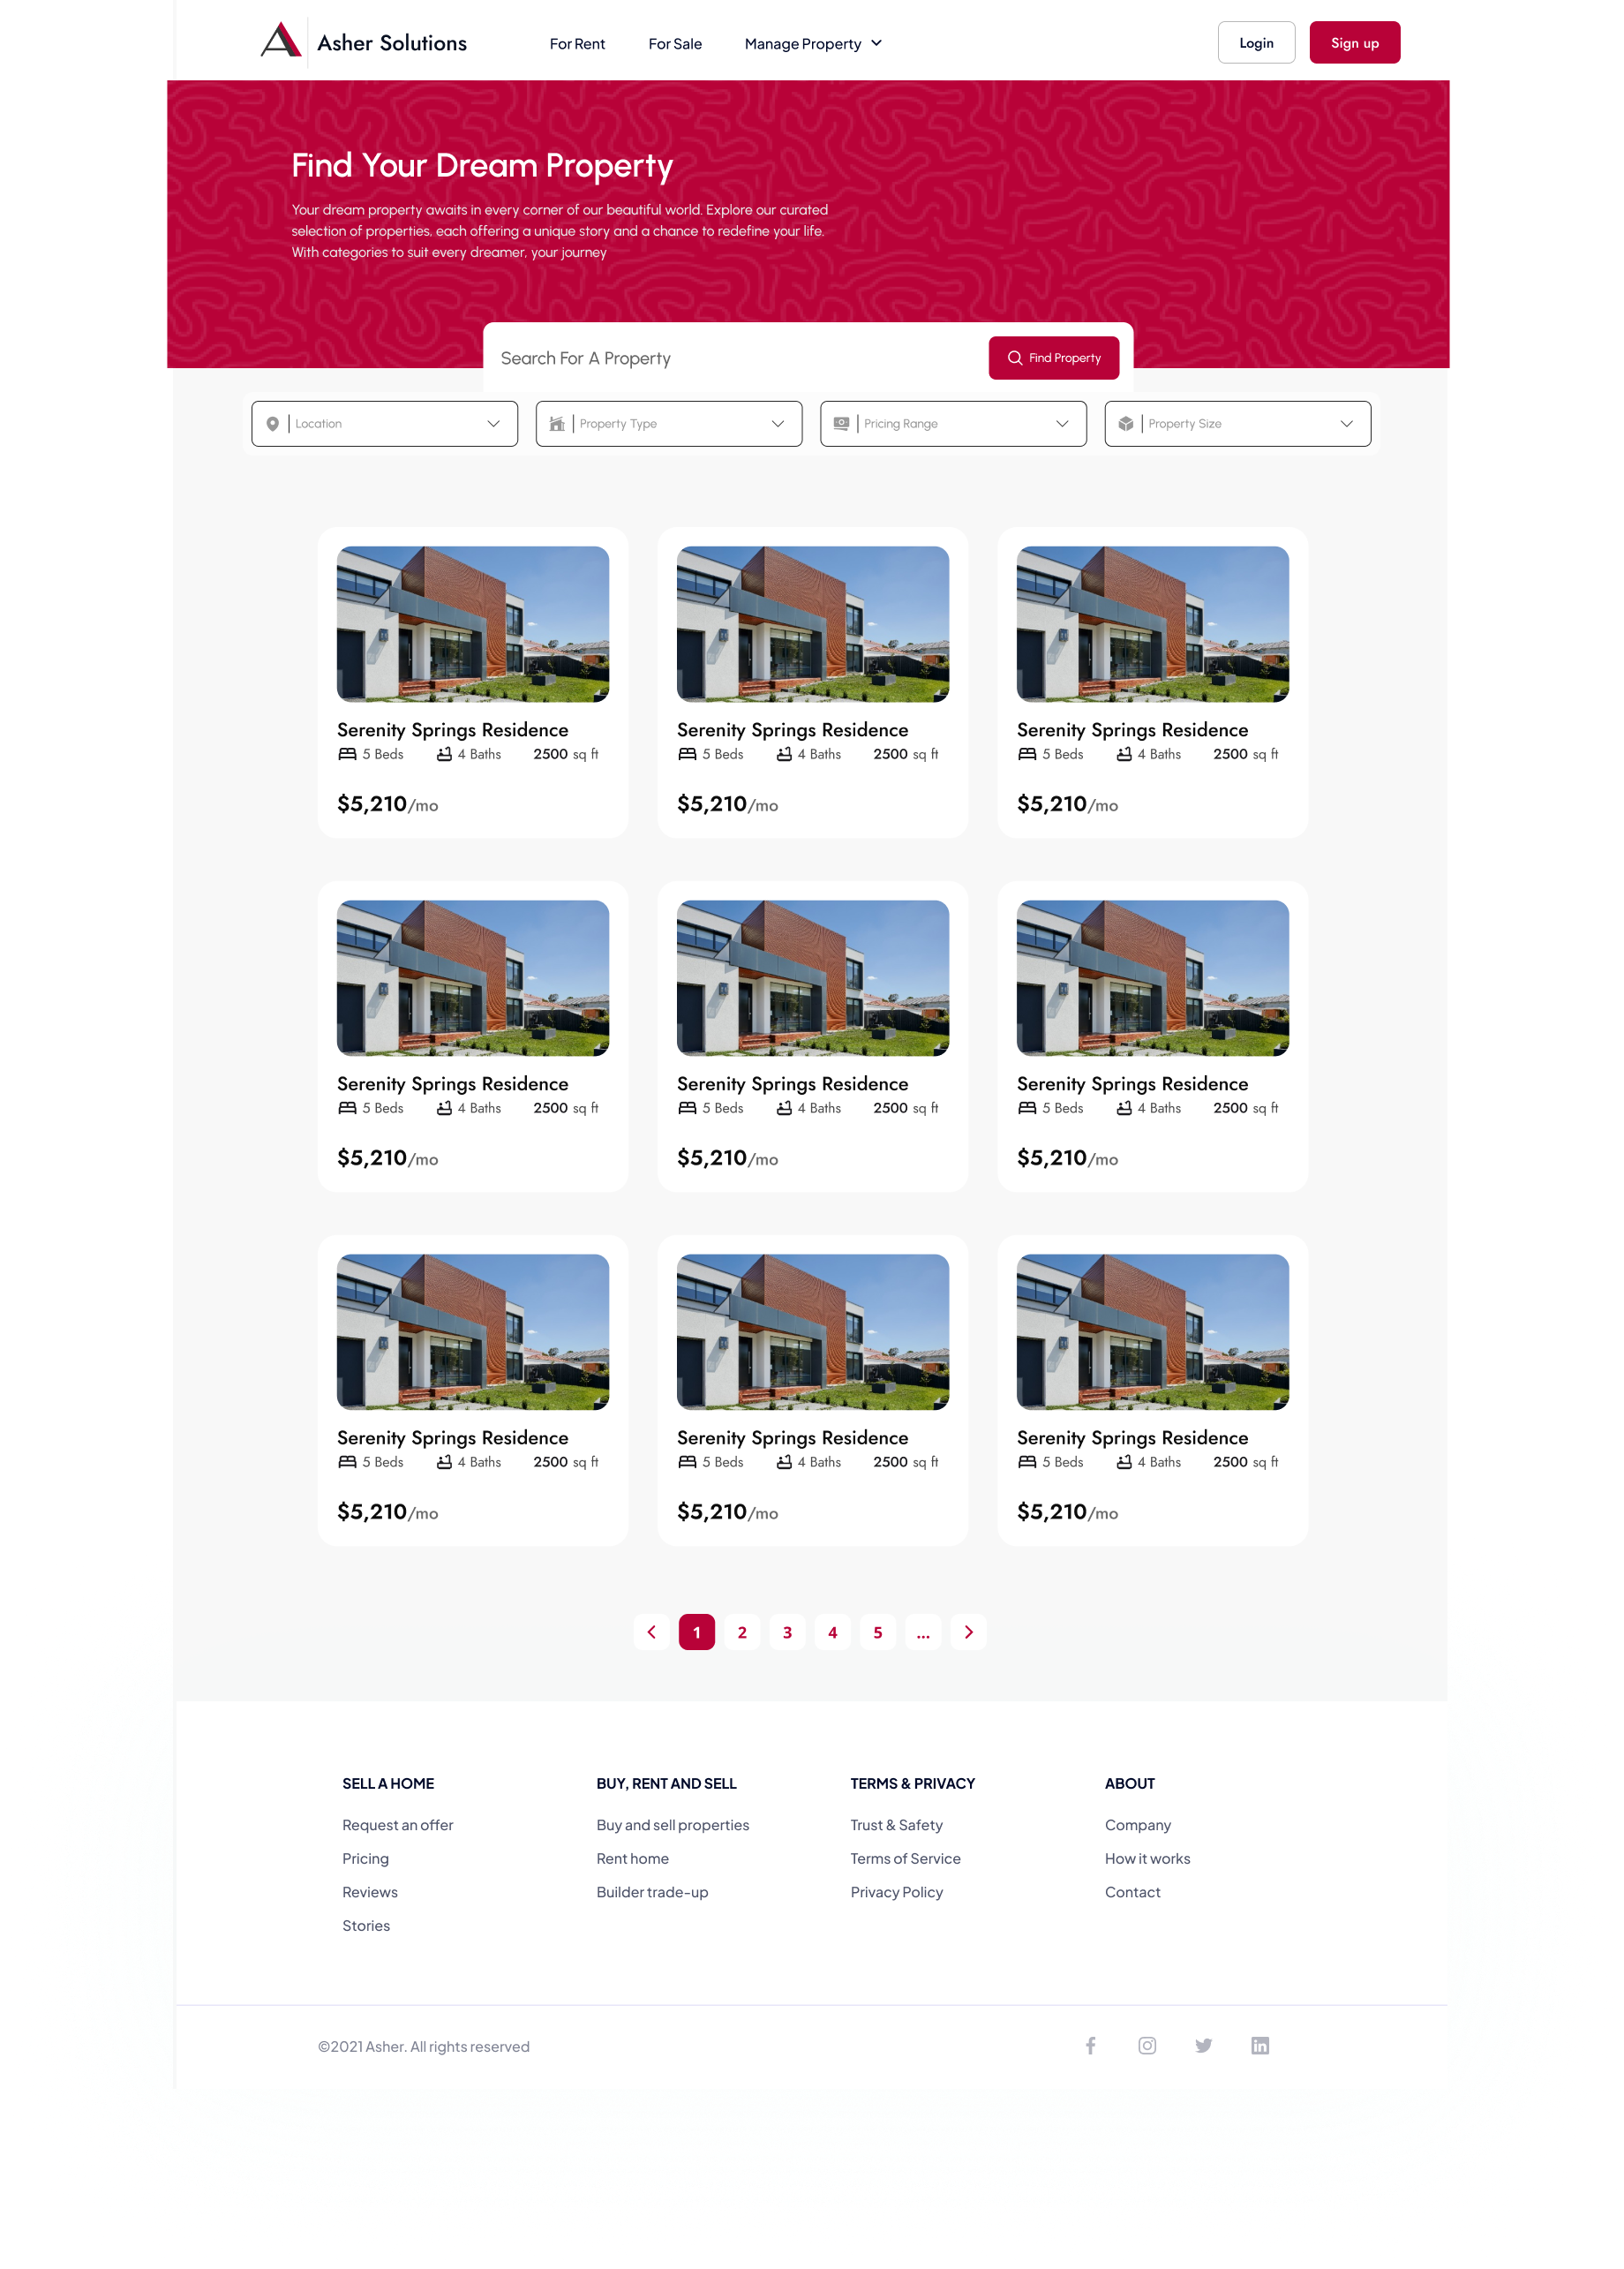 Asher Solutions
For Rent
For Sale
Manage Property
Login
Sign up
Find Your Dream Property
Your dream property awaits in every corner of our beautiful world. Explore our curated
selection of properties, each offering a unique story and a chance to redefine your life.
With categories to suit every dreamer, your journey
Search For A Property
Find Property
Location
Property Type
Pricing Range
Property Size
Serenity Springs Residence
5 Beds 4 Baths 2500 sq ft
$5,210/mo
Serenity Springs Residence
5 Beds 4 Baths 2500 sq ft
$5,210/mo
Serenity Springs Residence
5 Beds 4 Baths 2500 sq ft
$5,210/mo
Serenity Springs Residence
5 Beds 4 Baths 2500 sq ft
$5,210/mo
Serenity Springs Residence
5 Beds 4 Baths 2500 sq ft
$5,210/mo
Serenity Springs Residence
5 Beds 4 Baths 2500 sq ft
$5,210/mo
Serenity Springs Residence
5 Beds 4 Baths 2500 sq ft
$5,210/mo
Serenity Springs Residence
5 Beds 4 Baths 2500 sq ft
$5,210/mo
Serenity Springs Residence
5 Beds 4 Baths 2500 sq ft
$5,210/mo
1 2 3 4 5 ...
SELL A HOME
Request an offer
Pricing
Reviews
Stories
BUY, RENT AND SELL
Buy and sell properties
Rent home
Builder trade-up
TERMS & PRIVACY
Trust & Safety
Terms of Service
Privacy Policy
ABOUT
Company
How it works
Contact
©2021 Asher. All rights reserved